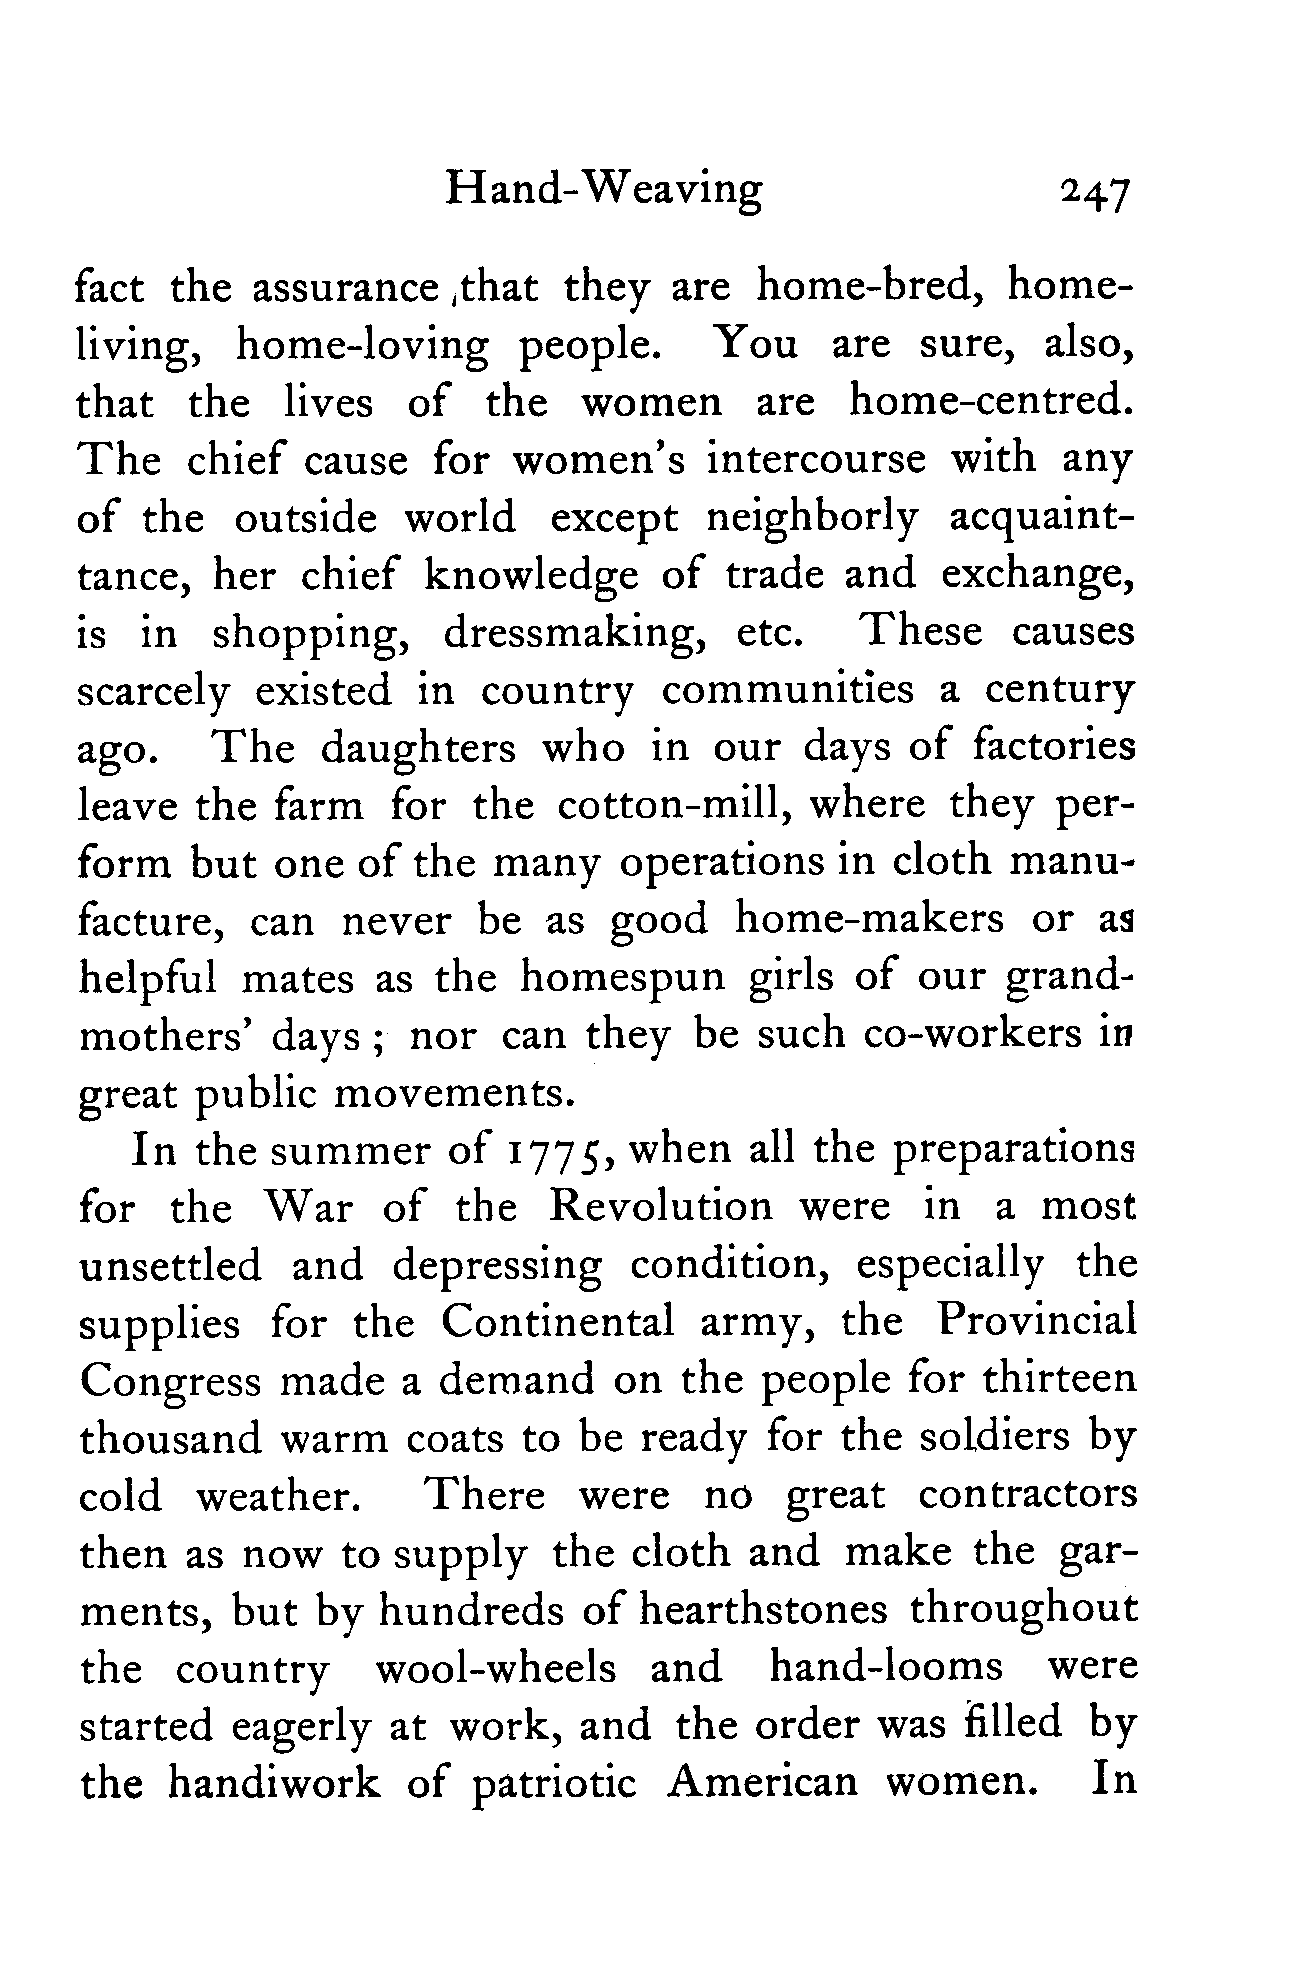 Hand-Weaving 247
fact the assurance that they are home-bred, home-
living, home-loving people. You are sure, also,
that the lives of the women are home-centred.
The chief cause for women's intercourse with any
of the outside world except neighborly acquaint-
tance, her chief knowledge of trade and exchange,
is in shopping, dressmaking, etc. These causes
scarcely existed in country communities a century
ago. The daughters who in our days of factories
leave the farm for the cotton-mill, where they per-
form but one of the many operations in cloth manu-
facture, can never be as good home-makers or as
helpful mates as the homespun girls of our grand-
mothers' days; nor can they be such co-workers in
great public movements.
In the summer of 1775, when all the preparations
for the War of the Revolution were in a most
unsettled and depressing condition, especially the
supplies for the Continental army, the Provincial
Congress made a demand on the people for thirteen
thousand warm coats to be ready for the soldiers by
cold weather. There were no great contractors
then as now to supply the cloth and make the gar-
ments, but by hundreds of hearthstones throughout
the country wool-wheels and hand-looms were
started eagerly at work, and the order was filled by
the handiwork of patriotic American women. In